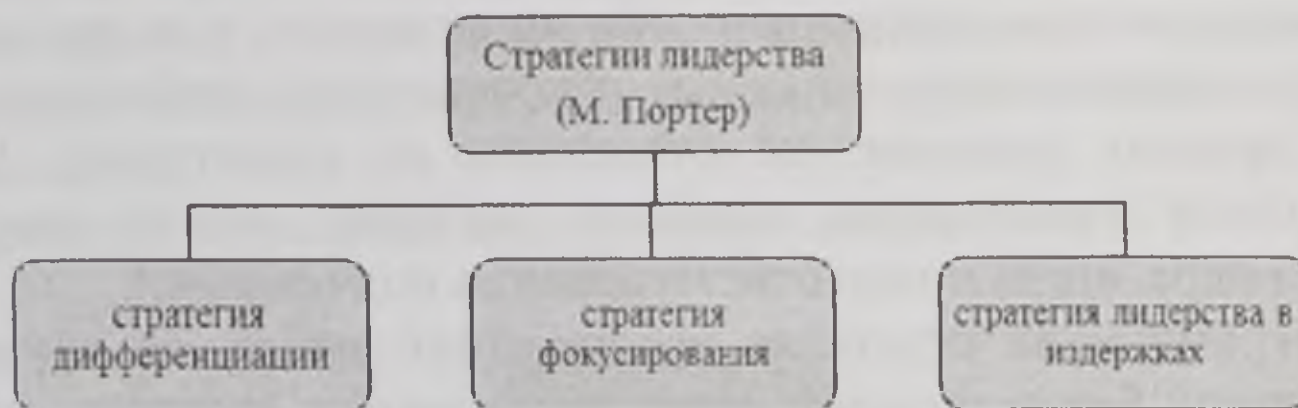 Стратегии лидерства
(М. Портер)
стратегия
дифференциации
стратегия
фокусирования
стратегия лидерства в
издержках